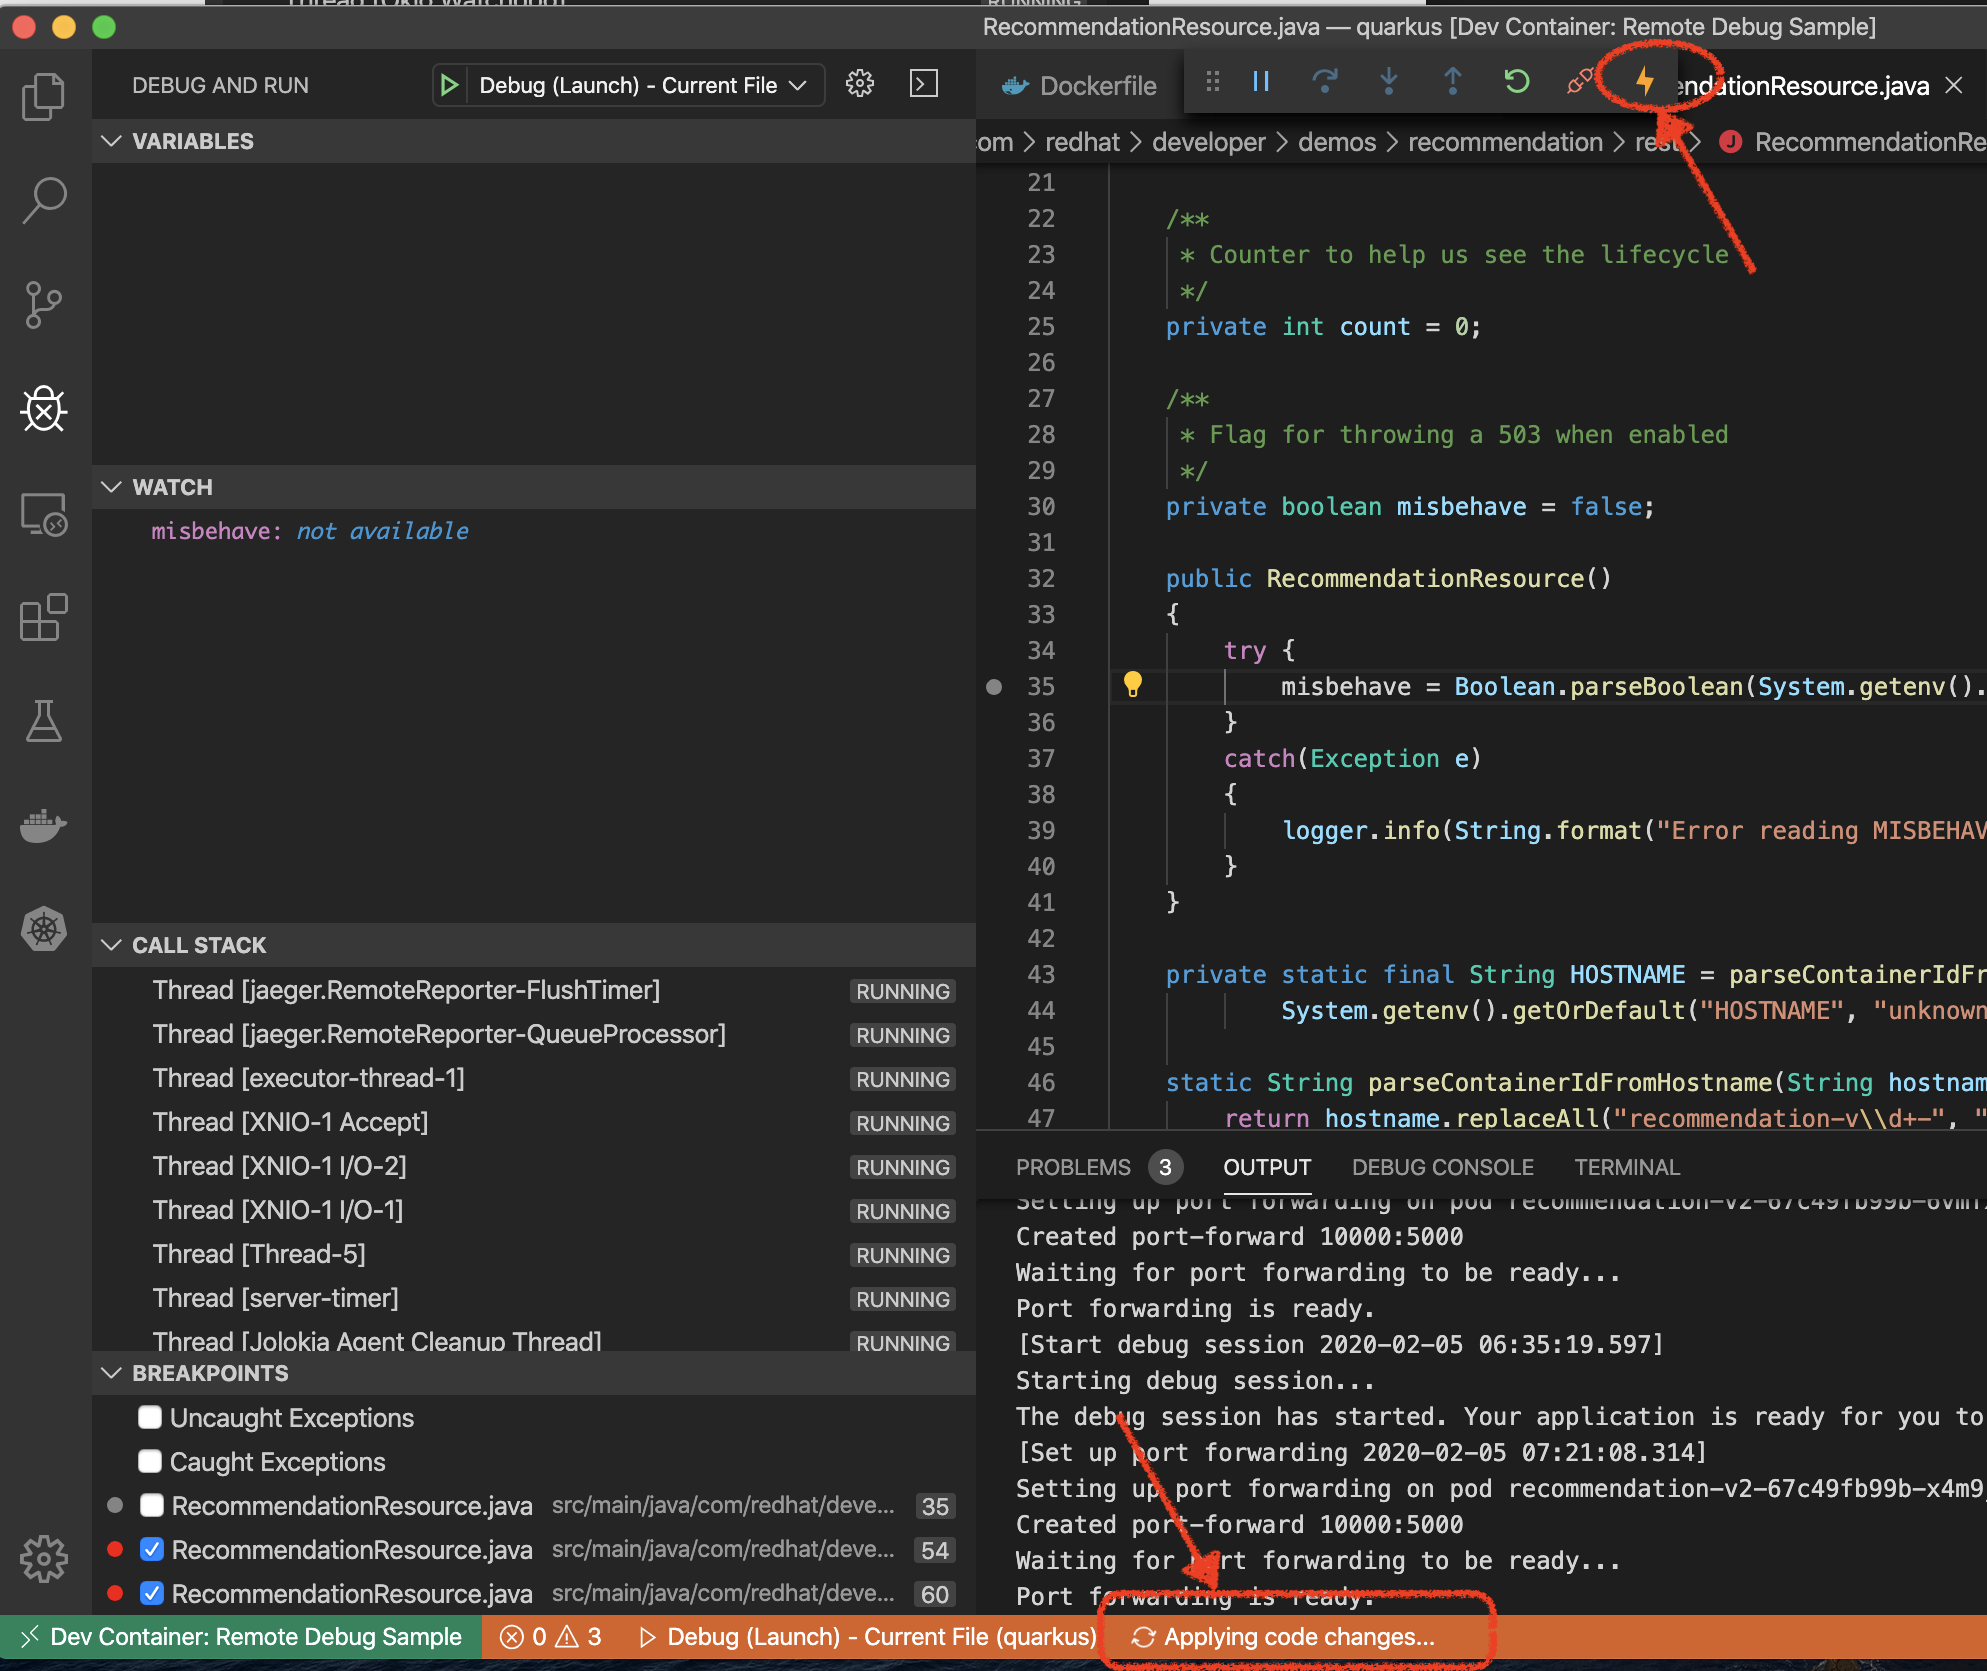 RecommendationResource.java — quarkus [Dev Container: Remote Debug Sample]
DEBUG AND RUN
Debug (Launch) - Current File
VARIABLES
WATCH
misbehave: not available
CALL STACK
Thread [jaeger.RemoteReporter-FlushTimer] RUNNING
Thread [jaeger.RemoteReporter-QueueProcessor] RUNNING
Thread [executor-thread-1] RUNNING
Thread [XNIO-1 Accept] RUNNING
Thread [XNIO-1 I/O-2] RUNNING
Thread [XNIO-1 I/O-1] RUNNING
Thread [Thread-5] RUNNING
Thread [server-timer] RUNNING
Thread [Jolokia Agent Cleanup Thread] RUNNING
BREAKPOINTS
Uncaught Exceptions
Caught Exceptions
RecommendationResource.java src/main/java/com/redhat/deve... 35
RecommendationResource.java src/main/java/com/redhat/deve... 54
RecommendationResource.java src/main/java/com/redhat/deve... 60
Dockerfile
endationResource.java
om > redhat > developer > demos > recommendation > rest > J RecommendationRe
21
22 /**
23 * Counter to help us see the lifecycle
24 */
25 private int count = 0;
26
27 /**
28 * Flag for throwing a 503 when enabled
29 */
30 private boolean misbehave = false;
31
32 public RecommendationResource()
33 {
34 try {
35 misbehave = Boolean.parseBoolean(System.getenv().
36 }
37 catch(Exception e)
38 {
39 logger.info(String.format("Error reading MISBEHAV
40 }
41 }
42
43 private static final String HOSTNAME = parseContainerIdFr
44 System.getenv().getOrDefault("HOSTNAME", "unknown
45
46 static String parseContainerIdFromHostname(String hostnam
47 return hostname.replaceAll("recommendation-v\\d+-", "
PROBLEMS 3 OUTPUT DEBUG CONSOLE TERMINAL
Setting up port forwarding on pod recommendation-v2-67c49fb99b-6vm
Created port-forward 10000:5000
Waiting for port forwarding to be ready...
Port forwarding is ready.
[Start debug session 2020-02-05 06:35:19.597]
Starting debug session...
The debug session has started. Your application is ready for you to
[Set up port forwarding 2020-02-05 07:21:08.314]
Setting up port forwarding on pod recommendation-v2-67c49fb99b-x4m9
Created port-forward 10000:5000
Waiting for port forwarding to be ready...
Port forwarding is ready.
Dev Container: Remote Debug Sample 0 3 Debug (Launch) - Current File (quarkus) Applying code changes...